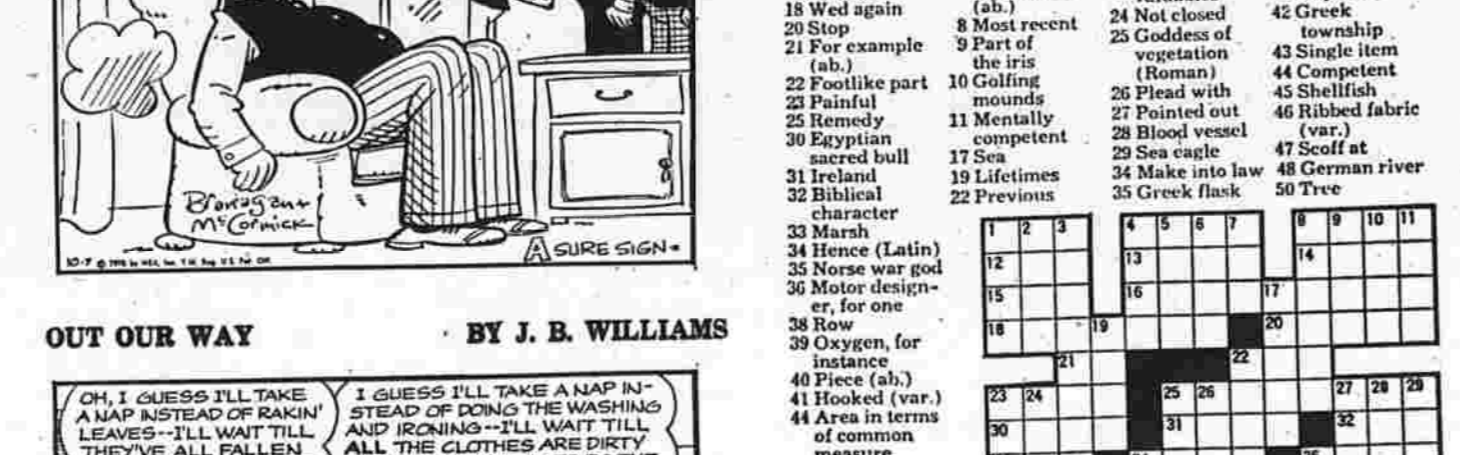 Branagan +
McCormick
10-7
A SURE SIGN
OUT OUR WAY
BY J. B. WILLIAMS
OH, I GUESS I'LL TAKE
A NAP INSTEAD OF RAKIN'
LEAVES--I'LL WAIT TILL
THEY'VE ALL FALLEN
I GUESS I'LL TAKE A NAP IN-
STEAD OF DOING THE WASHING
AND IRONING--I'LL WAIT TILL
ALL THE CLOTHES ARE DIRTY
18 Wed again
20 Stop
21 For example
(ab.)
22 Footlike part
23 Painful
25 Remedy
30 Egyptian
sacred bull
31 Ireland
32 Biblical
character
33 Marsh
34 Hence (Latin)
35 Norse war god
36 Motor design-
er, for one
38 Row
39 Oxygen, for
instance
40 Piece (ab.)
41 Hooked (var.)
44 Area in terms
of common
measure
(ab.)
8 Most recent
9 Part of
the iris
10 Golfing
mounds
11 Mentally
competent
17 Sea
19 Lifetimes
22 Previous
24 Not closed
25 Goddess of
vegetation
(Roman)
26 Plead with
27 Pointed out
28 Blood vessel
29 Sea eagle
34 Make into law
35 Greek flask
42 Greek
township
43 Single item
44 Competent
45 Shellfish
46 Ribbed fabric
(var.)
47 Scoff at
48 German river
50 Tree
1 2 3 4 5 6 7 8 9 10 11
12 13 14
15 16 17
18 19 20
21 22
23 24 25 26 27 28 29
30 31 32